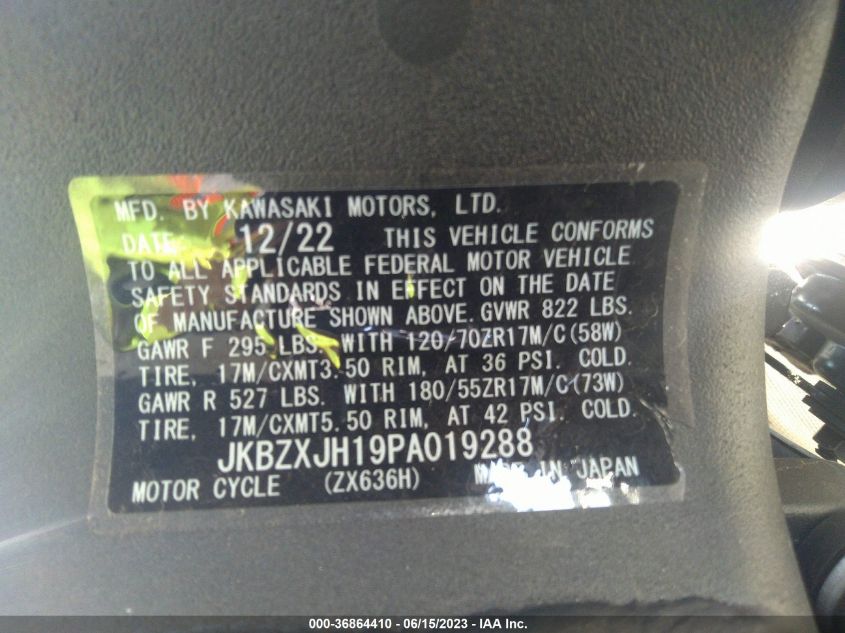 MFD. BY KAWASAKI MOTORS, LTD.
DATE: 12/22 THIS VEHICLE CONFORMS
TO ALL APPLICABLE FEDERAL MOTOR VEHICLE
SAFETY STANDARDS IN EFFECT ON THE DATE
OF MANUFACTURE SHOWN ABOVE. GVWR 822 LBS.
GAWR F 295 LBS. WITH 120/70ZR17M/C(58W)
TIRE, 17M/CXMT3.50 RIM, AT 36 PSI. COLD.
GAWR R 527 LBS. WITH 180/55ZR17M/C(73W)
TIRE, 17M/CXMT5.50 RIM, AT 42 PSI. COLD.
JKBZXJH19PA019288
MOTOR CYCLE (ZX636H) MADE IN JAPAN
000-36864410 - 06/15/2023 - IAA Inc.